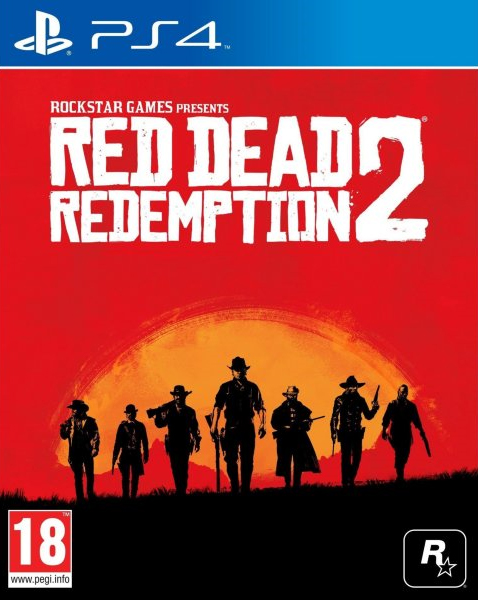 PS4
ROCKSTAR GAMES PRESENTS
RED DEAD
REDEMPTION 2
18
www.pegi.info
R